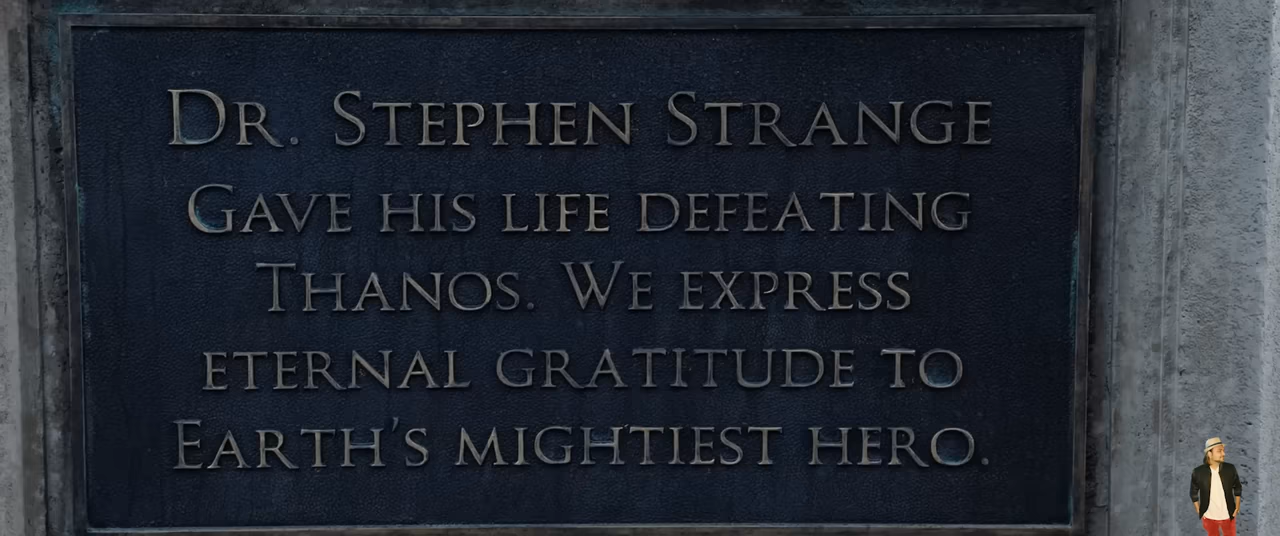 Dr. Stephen Strange
Gave his life defeating
Thanos. We express
eternal gratitude to
Earth's mightiest hero.